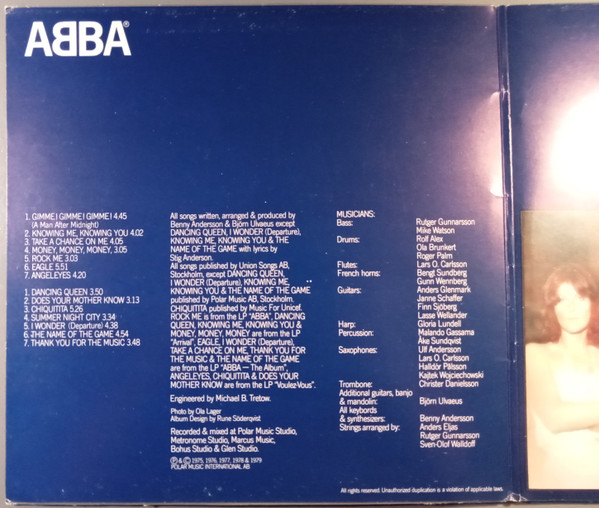 ABBA®
1. GIMME! GIMME! GIMME! 4.45
(A Man After Midnight)
2. KNOWING ME, KNOWING YOU 4.02
3. TAKE A CHANCE ON ME 4.05
4. MONEY, MONEY, MONEY, 3.05
5. ROCK ME 3.03
6. EAGLE 5.51
7. ANGELEYES 4.20
1. DANCING QUEEN 3.50
2. DOES YOUR MOTHER KNOW 3.13
3. CHIQUITITA 5.26
4. SUMMER NIGHT CITY 3.34
5. I WONDER (Departure) 4.38
6. THE NAME OF THE GAME 4.54
7. THANK YOU FOR THE MUSIC 3.48
All songs written, arranged & produced by
Benny Andersson & Björn Ulvaeus except
DANCING QUEEN, I WONDER (Departure),
KNOWING ME, KNOWING YOU & THE
NAME OF THE GAME with lyrics by
Stig Anderson.
All songs published by Union Songs AB,
Stockholm, except DANCING QUEEN,
I WONDER (Departure), KNOWING ME,
KNOWING YOU & THE NAME OF THE GAME
published by Polar Music AB, Stockholm.
CHIQUITITA published by Music For Unicef.
ROCK ME is from the LP "ABBA", DANCING
QUEEN, KNOWING ME, KNOWING YOU &
MONEY, MONEY, MONEY are from the LP
"Arrival", EAGLE, I WONDER (Departure),
TAKE A CHANCE ON ME, THANK YOU FOR
THE MUSIC & THE NAME OF THE GAME
are from the LP "ABBA — The Album",
ANGELEYES, CHIQUITITA & DOES YOUR
MOTHER KNOW are from the LP "Voulez-Vous".
Engineered by Michael B. Tretow.
Photo by Ola Lager
Album Design by Rune Söderqvist
Recorded & mixed at Polar Music Studio,
Metronome Studio, Marcus Music,
Bohus Studio & Glen Studio.
℗ & © 1975, 1976, 1977, 1978 & 1979
POLAR MUSIC INTERNATIONAL AB
MUSICIANS:
Bass: Rutger Gunnarsson
Mike Watson
Drums: Rolf Alex
Ola Brunkert
Roger Palm
Flutes: Lars O. Carlsson
French horns: Bengt Sundberg
Gunn Wennberg
Guitars: Anders Glenmark
Janne Schaffer
Finn Sjöberg
Lasse Wellander
Harp: Gloria Lundell
Percussion: Malando Gassama
Åke Sundqvist
Saxophones: Ulf Andersson
Lars O. Carlsson
Halldór Pálsson
Kajtek Wojciechowski
Trombone: Christer Danielsson
Additional guitars, banjo
& mandolin: Björn Ulvaeus
All keybords
& synthesizers: Benny Andersson
Strings arranged by: Anders Eljas
Rutger Gunnarsson
Sven-Olof Walldoff
All rights reserved. Unauthorized duplication is a violation of applicable laws.